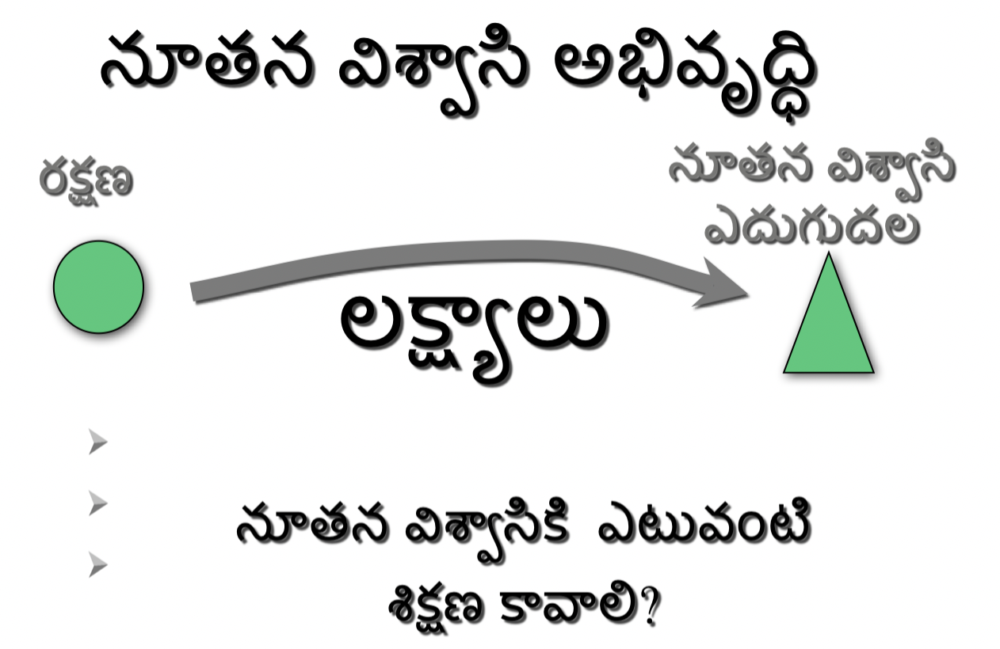 నూతన విశ్వాసి అభివృద్ధి
రక్షణ
నూతన విశ్వాసి
ఎదుగుదల
లక్ష్యాలు
నూతన విశ్వాసికి ఎటువంటి
శిక్షణ కావాలి?